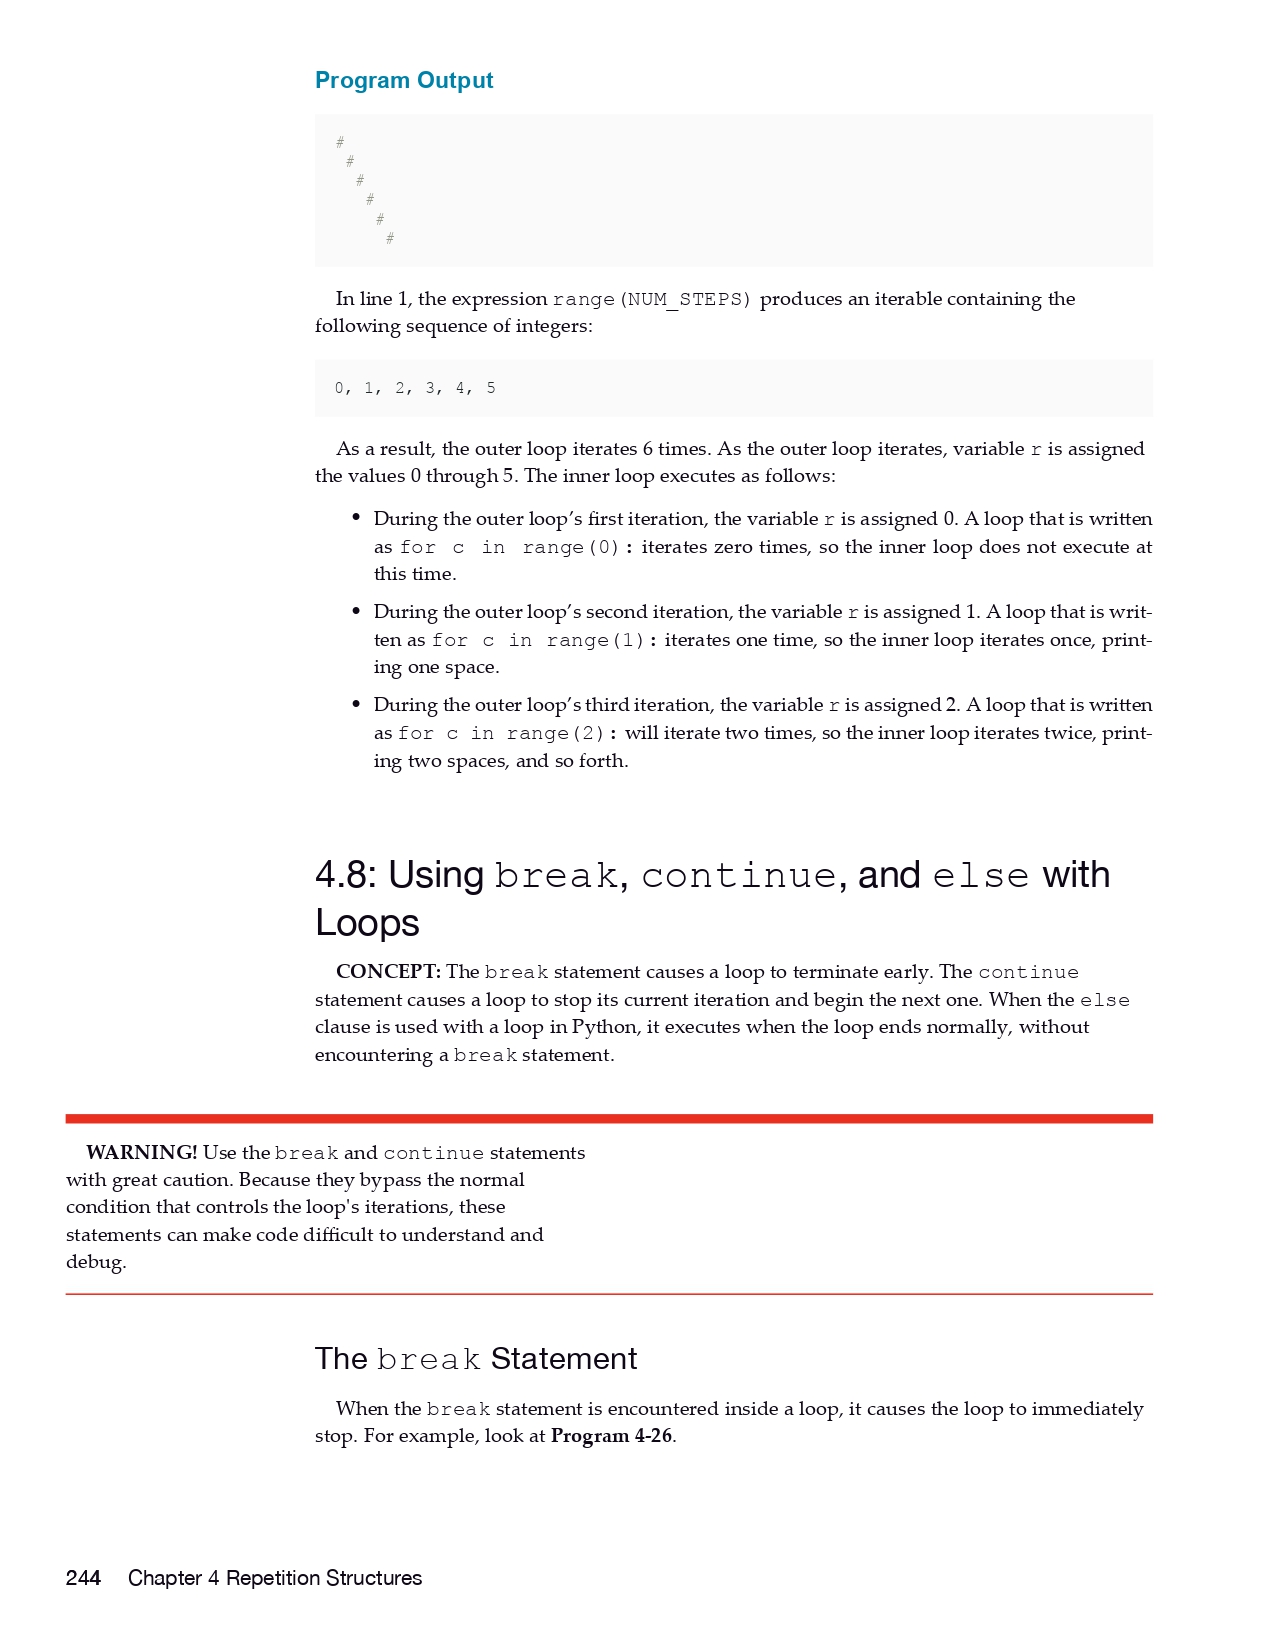 Program Output
#
 #
  #
   #
    #
     #
In line 1, the expression range(NUM_STEPS) produces an iterable containing the
following sequence of integers:
0, 1, 2, 3, 4, 5
As a result, the outer loop iterates 6 times. As the outer loop iterates, variable r is assigned
the values 0 through 5. The inner loop executes as follows:
• During the outer loop’s first iteration, the variable r is assigned 0. A loop that is written
as for c in range(0): iterates zero times, so the inner loop does not execute at
this time.
• During the outer loop’s second iteration, the variable r is assigned 1. A loop that is writ-
ten as for c in range(1): iterates one time, so the inner loop iterates once, print-
ing one space.
• During the outer loop’s third iteration, the variable r is assigned 2. A loop that is written
as for c in range(2): will iterate two times, so the inner loop iterates twice, print-
ing two spaces, and so forth.
4.8: Using break, continue, and else with
Loops
CONCEPT: The break statement causes a loop to terminate early. The continue
statement causes a loop to stop its current iteration and begin the next one. When the else
clause is used with a loop in Python, it executes when the loop ends normally, without
encountering a break statement.
WARNING! Use the break and continue statements
with great caution. Because they bypass the normal
condition that controls the loop's iterations, these
statements can make code difficult to understand and
debug.
The break Statement
When the break statement is encountered inside a loop, it causes the loop to immediately
stop. For example, look at Program 4-26.
244 Chapter 4 Repetition Structures